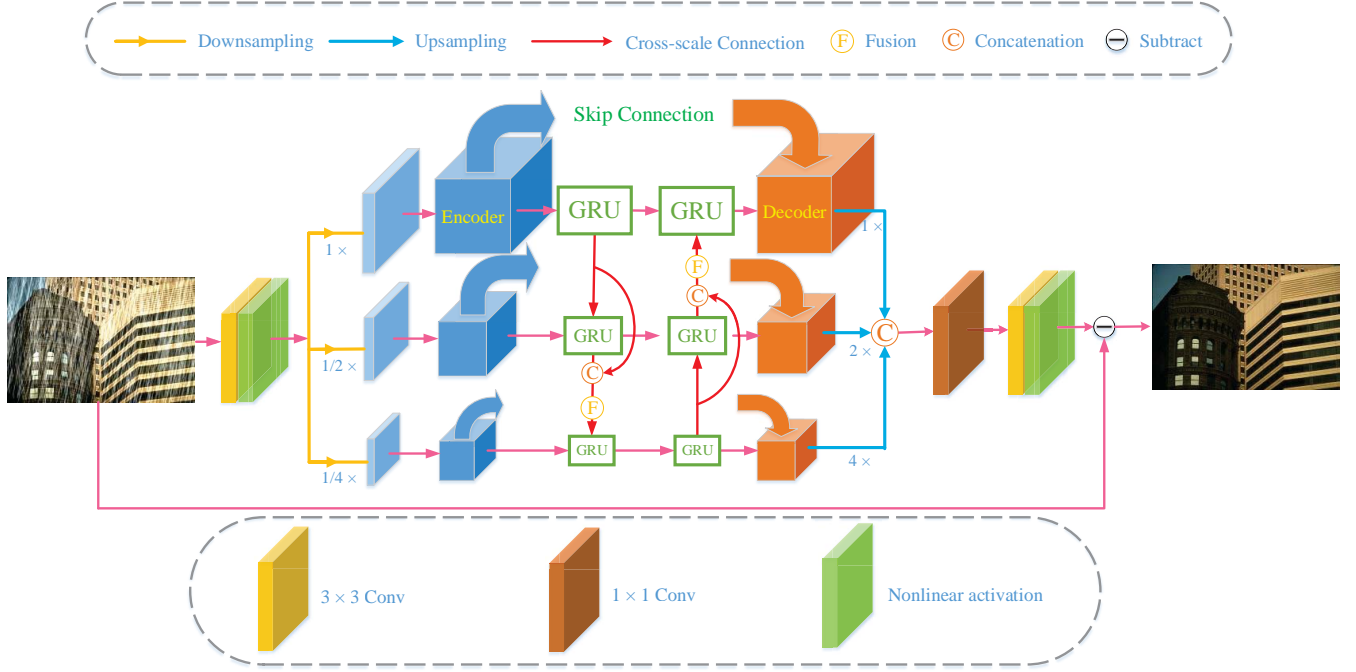 Downsampling
Upsampling
Cross-scale Connection
F
Fusion
C
Concatenation
Subtract
Skip Connection
Encoder
GRU
GRU
Decoder
1 ×
1 ×
F
C
GRU
GRU
1/2 ×
2 ×
C
C
F
GRU
GRU
1/4 ×
4 ×
3 × 3 Conv
1 × 1 Conv
Nonlinear activation